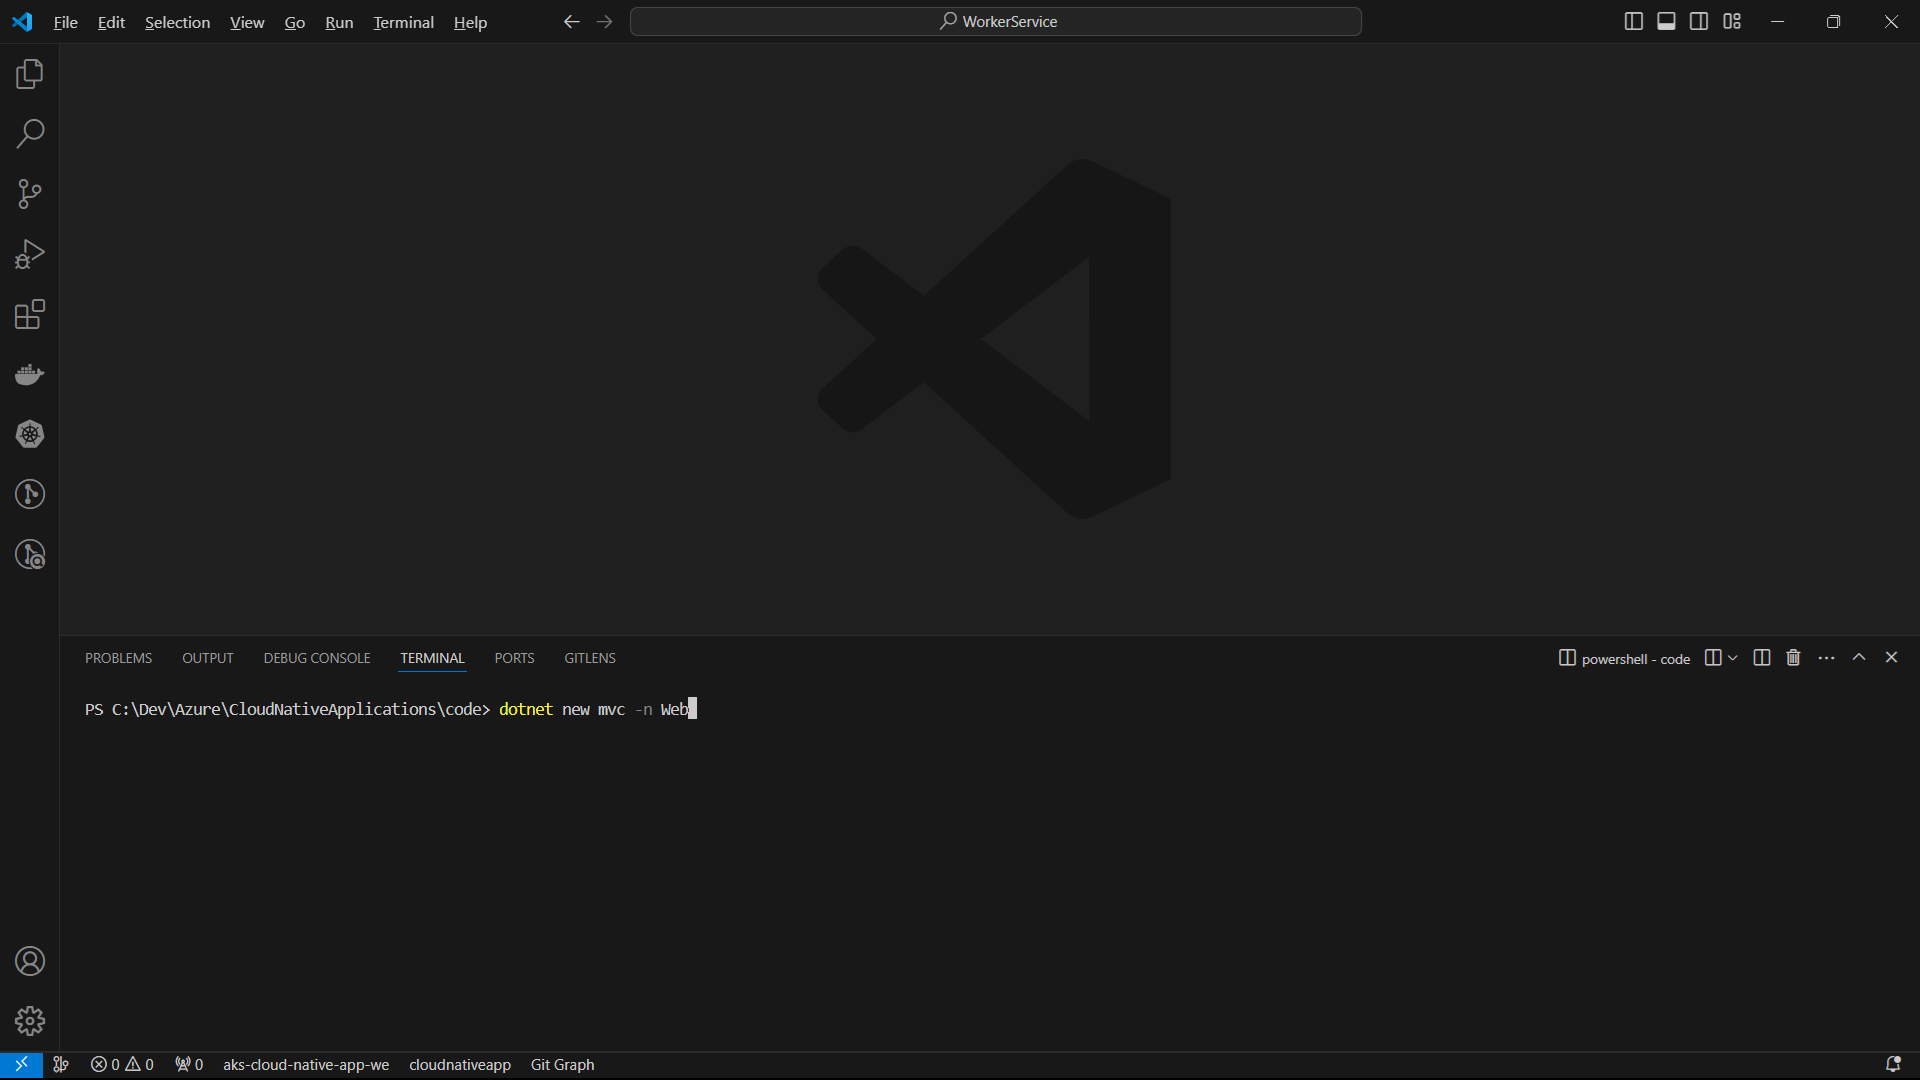 File Edit Selection View Go Run Terminal Help WorkerService
PROBLEMS OUTPUT DEBUG CONSOLE TERMINAL PORTS GITLENS powershell - code
PS C:\Dev\Azure\CloudNativeApplications\code> dotnet new mvc -n Web
0 0 0 aks-cloud-native-app-we cloudnativeapp Git Graph